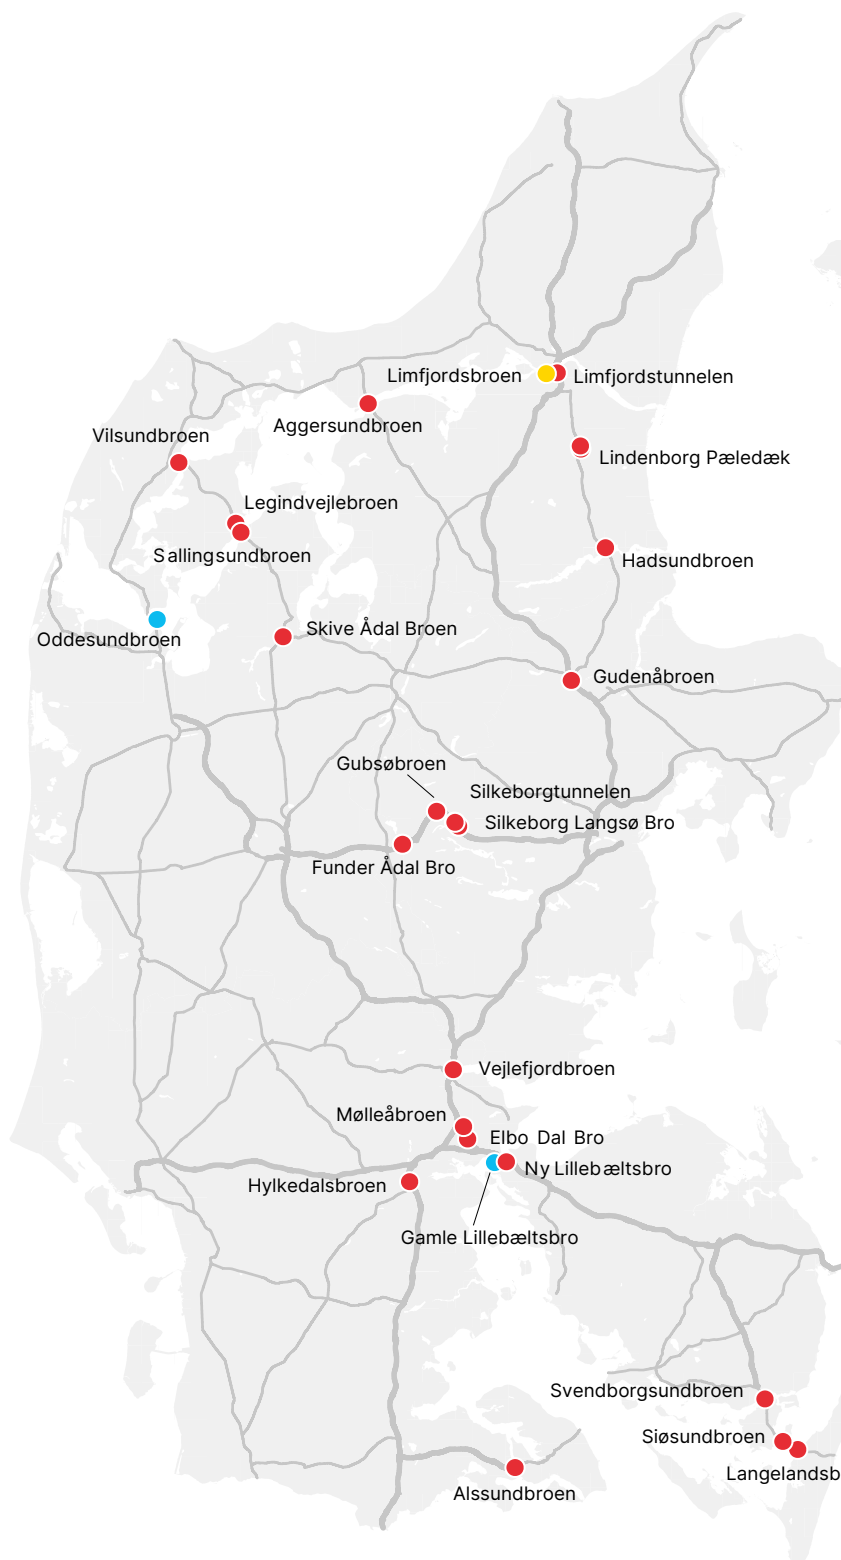 Limfjordsbroen
Limfjordstunnelen
Aggersundbroen
Vilsundbroen
Lindenborg Pæledæk
Legindvejlebroen
Sallingsundbroen
Hadsundbroen
Skive Ådal Broen
Oddesundbroen
Gudenåbroen
Gubsøbroen
Silkeborgtunnelen
Silkeborg Langsø Bro
Funder Ådal Bro
Vejlefjordbroen
Mølleåbroen
Elbo Dal Bro
Ny Lillebæltsbro
Hylkedalsbroen
Gamle Lillebæltsbro
Svendborgsundbroen
Siøsundbroen
Langelandsb
Alssundbroen